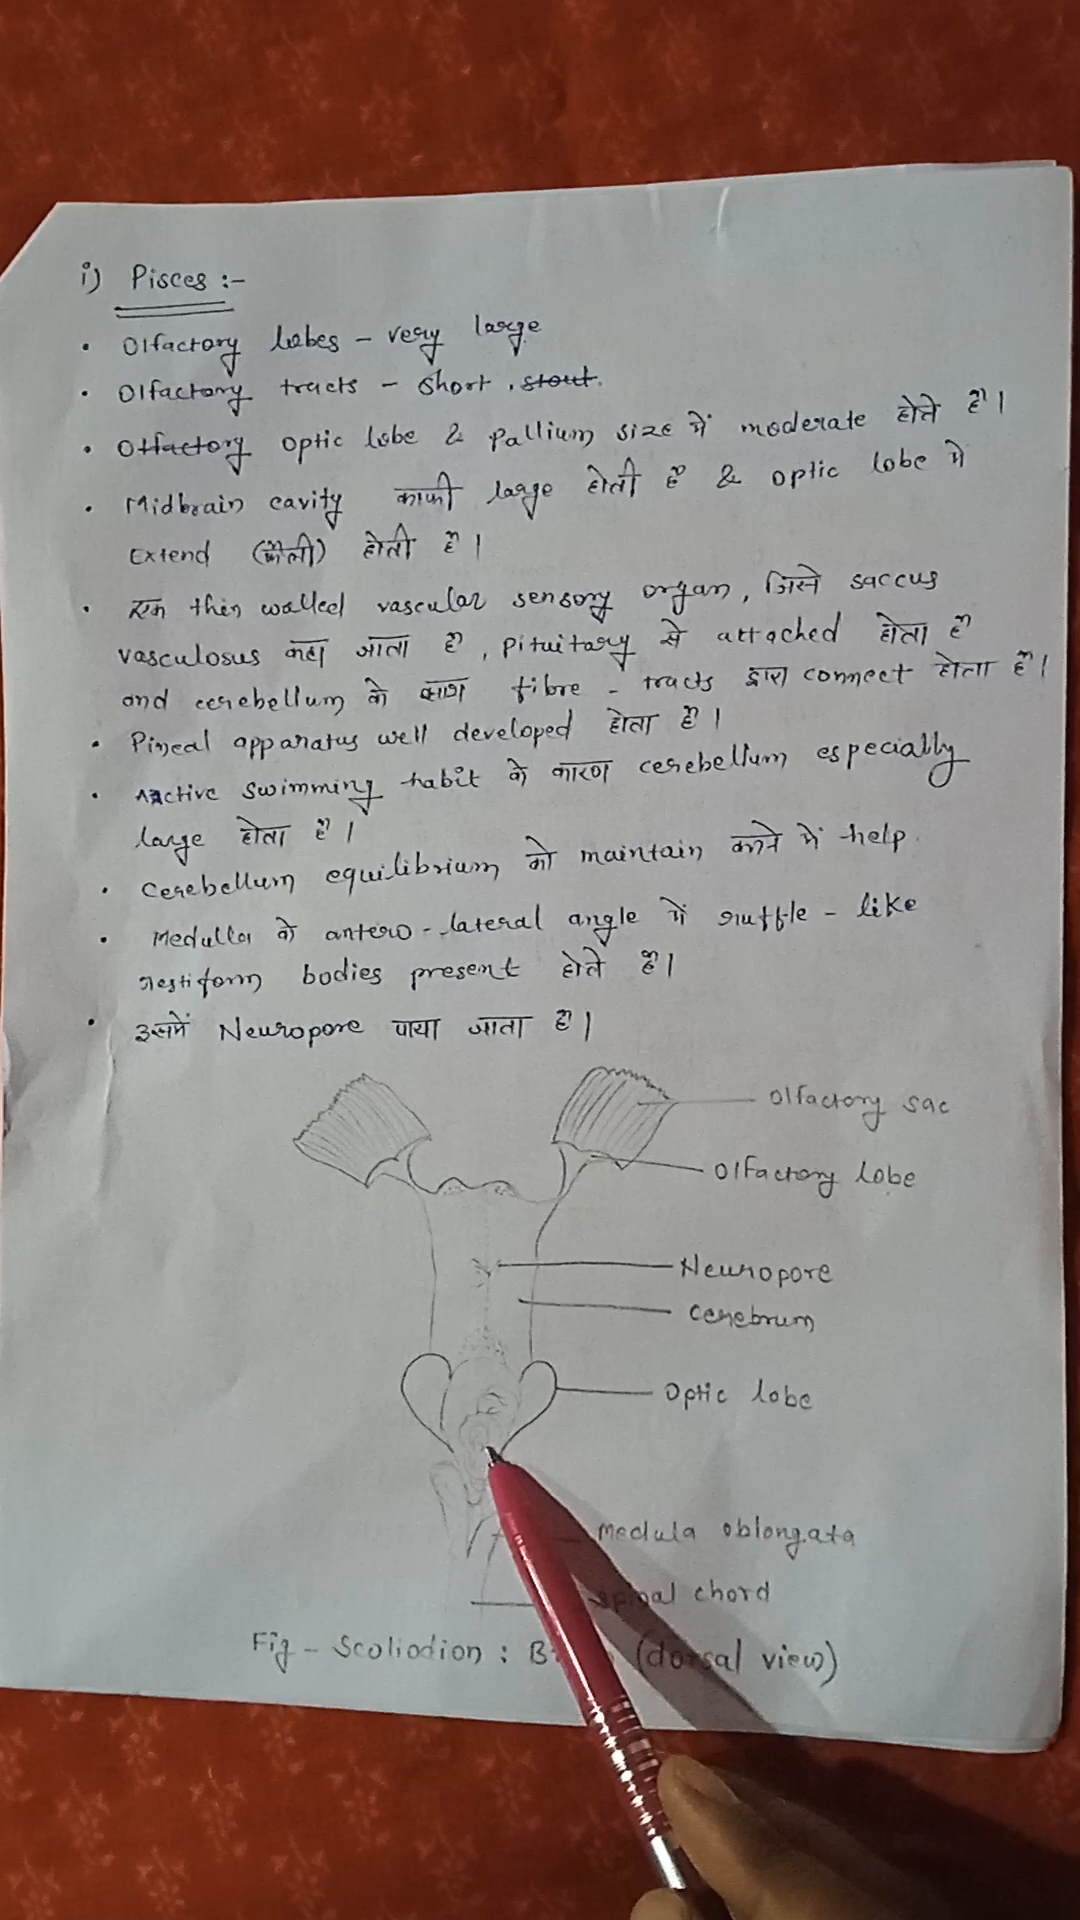 i) Pisces :-
• Olfactory lobes - very large
• Olfactory tracts - short, stout.
• Olfactory optic lobe & pallium size में moderate होते हैं।
• Midbrain cavity काफी large होती है & optic lobe में
Extend (फैली) होती है।
• एक thin walled vascular sensory organ, जिसे saccus
vasculosus कहा जाता है, pituitary से attached होता है
and cerebellum के साथ fibre - tracts द्वारा connect होता है।
• Pineal apparatus well developed होता है।
• Active swimming habit के कारण cerebellum especially
large होता है।
• Cerebellum equilibrium को maintain करने में help.
• Medulla के antero - lateral angle में ruffle - like
restiform bodies present होते हैं।
• इसमें Neuropore पाया जाता है।
Olfactory sac
Olfactory lobe
Neuropore
Cerebrum
Optic lobe
Medula oblongata
spinal chord
Fig - Scoliodion : (dorsal view)